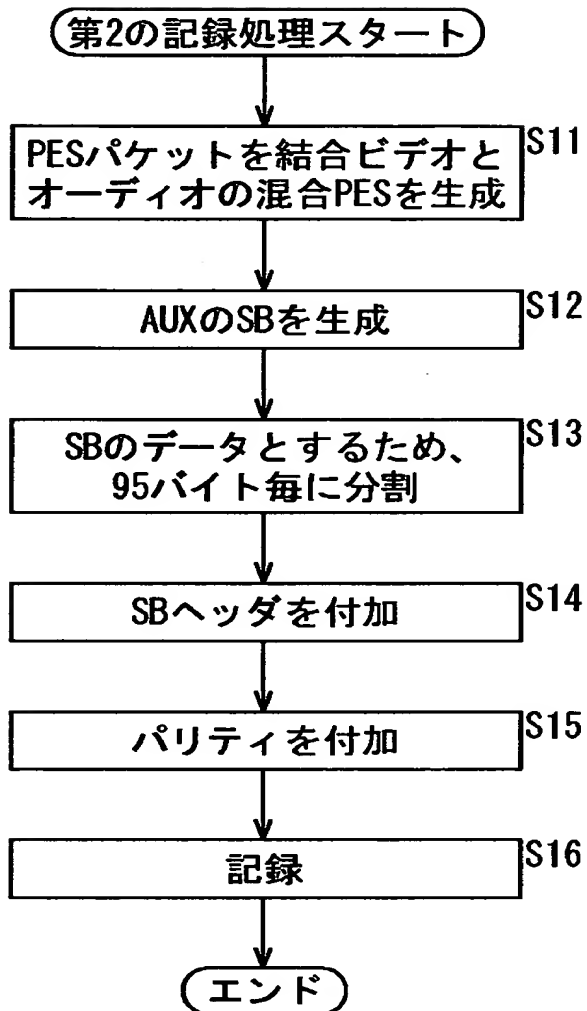 第2の記録処理スタート
PESパケットを結合ビデオと
オーディオの混合PESを生成
S11
AUXのSBを生成
S12
SBのデータとするため、
95バイト毎に分割
S13
SBヘッダを付加
S14
パリティを付加
S15
記録
S16
エンド